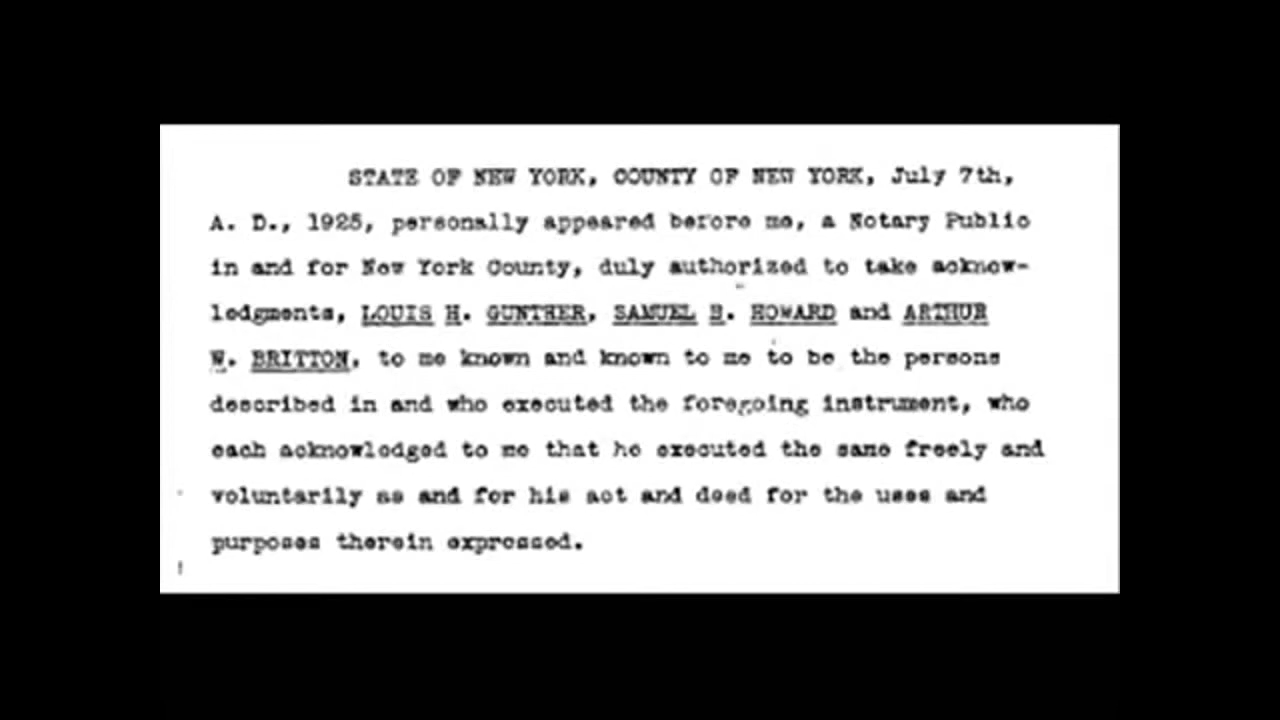 STATE OF NEW YORK, COUNTY OF NEW YORK, July 7th,
A. D., 1925, personally appeared before me, a Notary Public
in and for New York County, duly authorized to take acknow-
ledgments, LOUIS H. GUNTHER, SAMUEL B. HOWARD and ARTHUR
W. BRITTON, to me known and known to me to be the persons
described in and who executed the foregoing instrument, who
each acknowledged to me that he executed the same freely and
voluntarily as and for his act and deed for the uses and
purposes therein expressed.